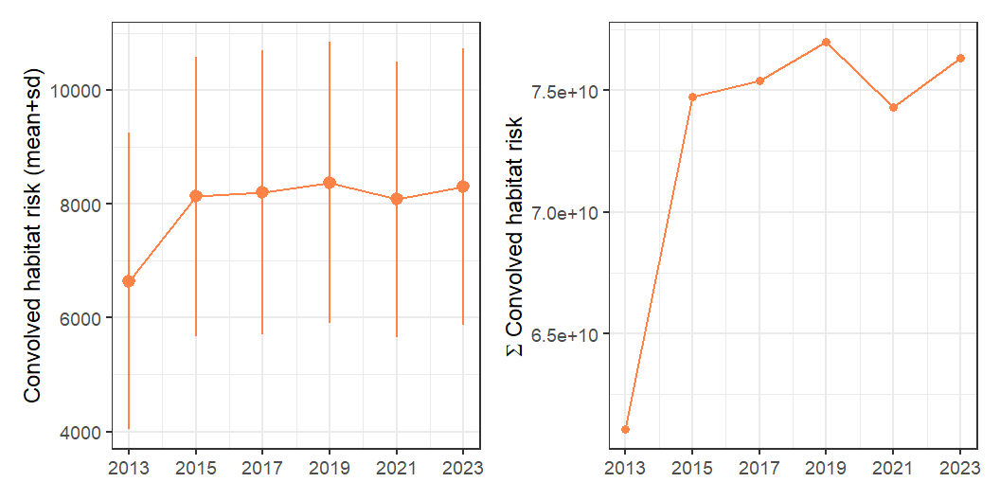 Convolved habitat risk (mean+sd)
10000
8000
6000
4000
2013 2015 2017 2019 2021 2023
Σ Convolved habitat risk
7.5e+10
7.0e+10
6.5e+10
2013 2015 2017 2019 2021 2023